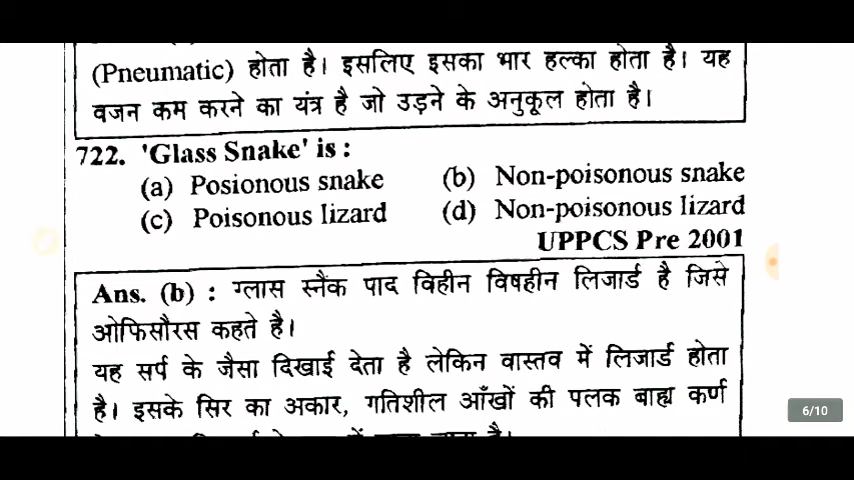 (Pneumatic) होता है। इसलिए इसका भार हल्का होता है। यह
वजन कम करने का यंत्र है जो उड़ने के अनुकूल होता है।
722. 'Glass Snake' is :
(a) Posionous snake (b) Non-poisonous snake
(c) Poisonous lizard (d) Non-poisonous lizard
UPPCS Pre 2001
Ans. (b) : ग्लास स्नैक पाद विहीन विषहीन लिजार्ड है जिसे
ओफिसौरस कहते है।
यह सर्प के जैसा दिखाई देता है लेकिन वास्तव में लिजार्ड होता
है। इसके सिर का अकार, गतिशील आँखों की पलक बाह्य कर्ण
6/10